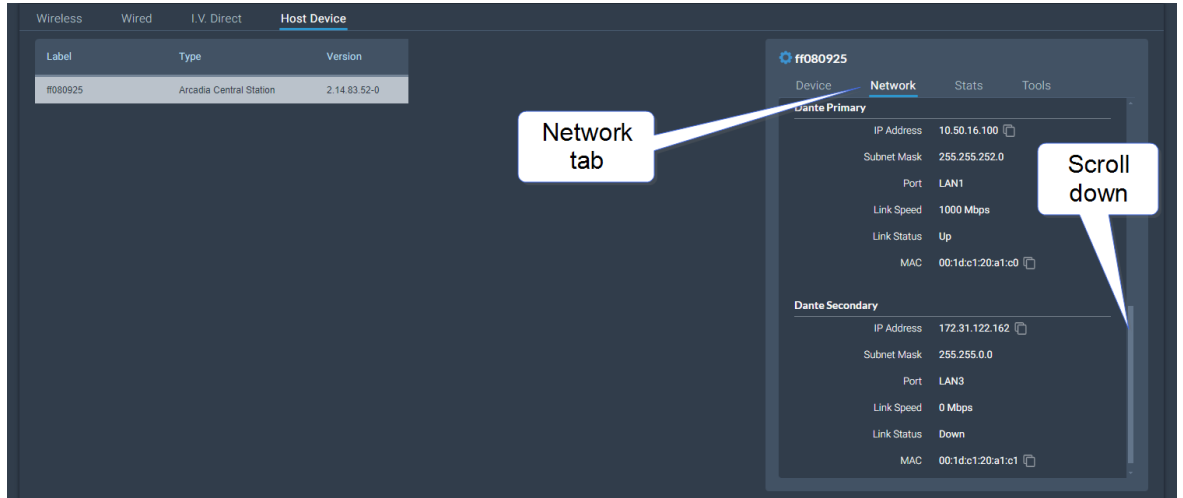 Wireless Wired I.V. Direct Host Device
Label Type Version
ff080925 Arcadia Central Station 2.14.83.52-0
ff080925
Device Network Stats Tools
Dante Primary
IP Address 10.50.16.100
Subnet Mask 255.255.252.0
Port LAN1
Link Speed 1000 Mbps
Link Status Up
MAC 00:1d:c1:20:a1:c0
Dante Secondary
IP Address 172.31.122.162
Subnet Mask 255.255.0.0
Port LAN3
Link Speed 0 Mbps
Link Status Down
MAC 00:1d:c1:20:a1:c1
Network
tab
Scroll
down